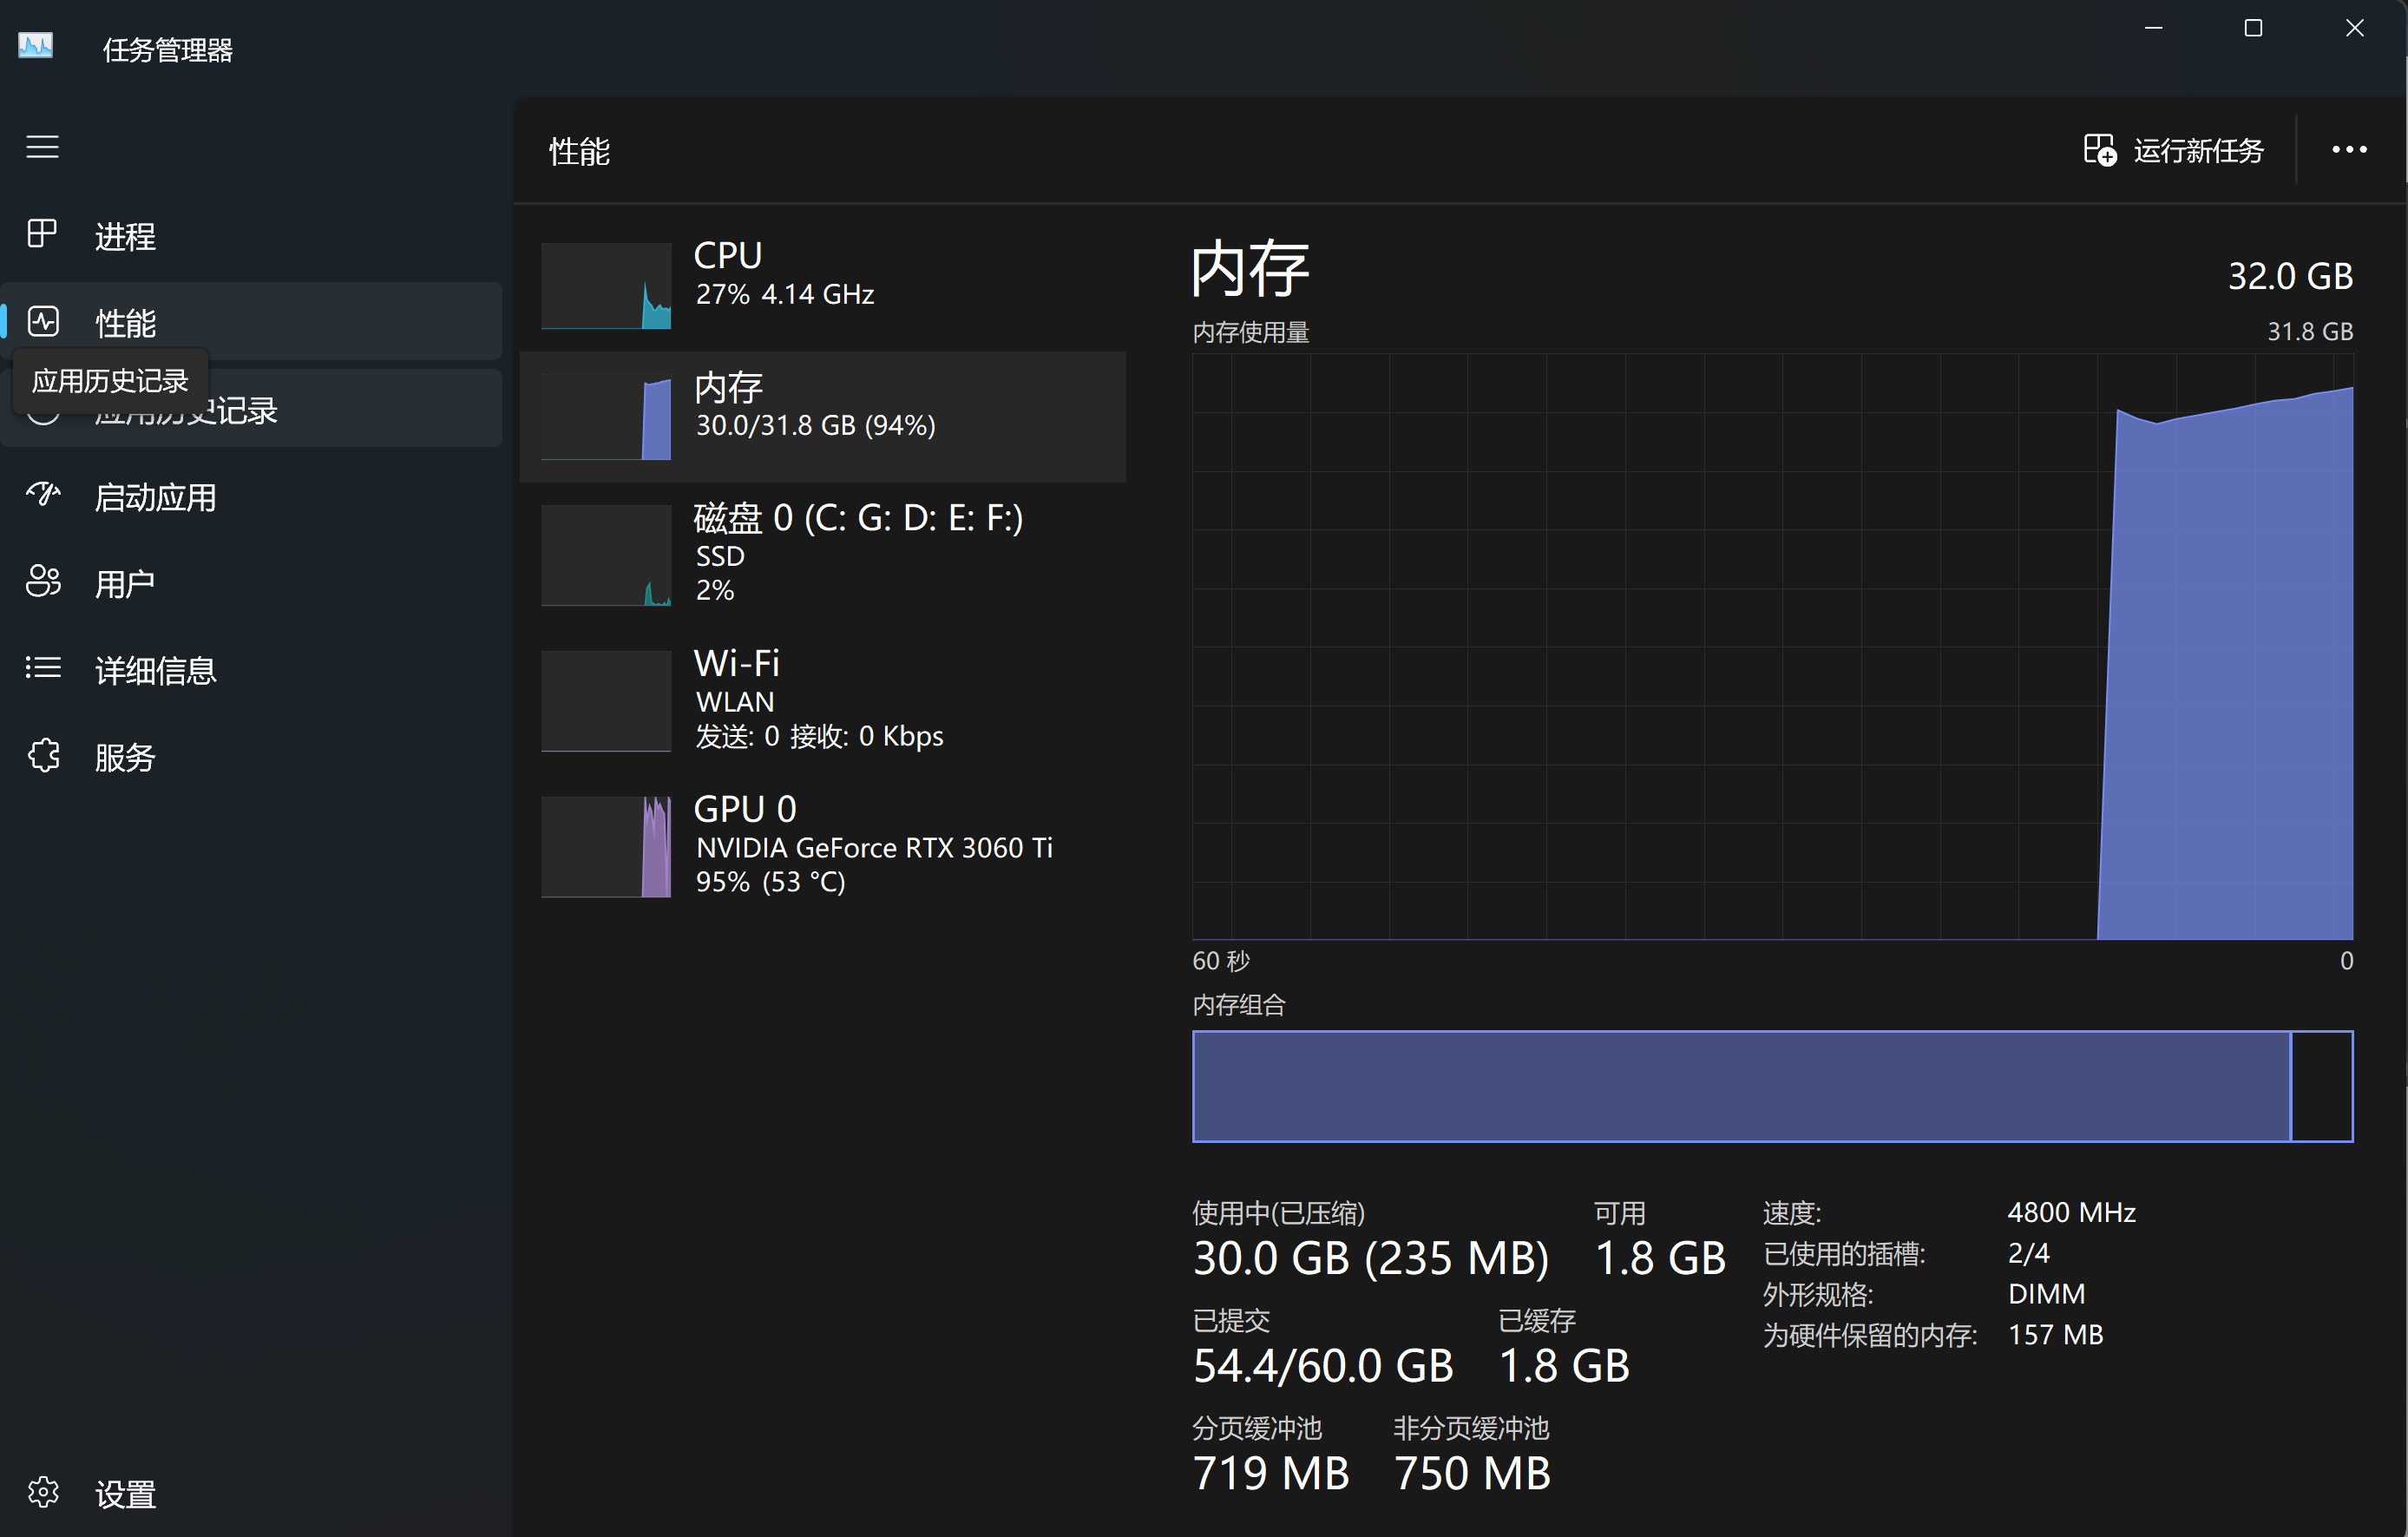 任务管理器
进程
性能
应用历史记录
应用历史记录
启动应用
用户
详细信息
服务
设置
性能
运行新任务
CPU
27% 4.14 GHz
内存
30.0/31.8 GB (94%)
磁盘 0 (C: G: D: E: F:)
SSD
2%
Wi-Fi
WLAN
发送: 0 接收: 0 Kbps
GPU 0
NVIDIA GeForce RTX 3060 Ti
95% (53 °C)
内存
32.0 GB
内存使用量
31.8 GB
60 秒
0
内存组合
使用中(已压缩)
30.0 GB (235 MB)
可用
1.8 GB
已提交
54.4/60.0 GB
已缓存
1.8 GB
分页缓冲池
719 MB
非分页缓冲池
750 MB
速度: 4800 MHz
已使用的插槽: 2/4
外形规格: DIMM
为硬件保留的内存: 157 MB